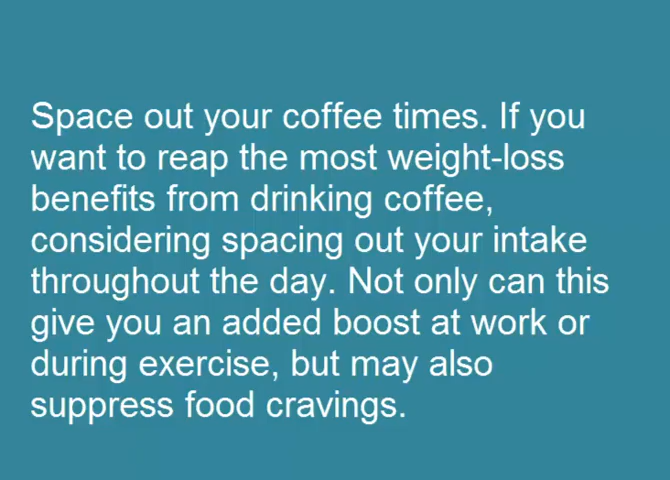 Space out your coffee times. If you
want to reap the most weight-loss
benefits from drinking coffee,
considering spacing out your intake
throughout the day. Not only can this
give you an added boost at work or
during exercise, but may also
suppress food cravings.